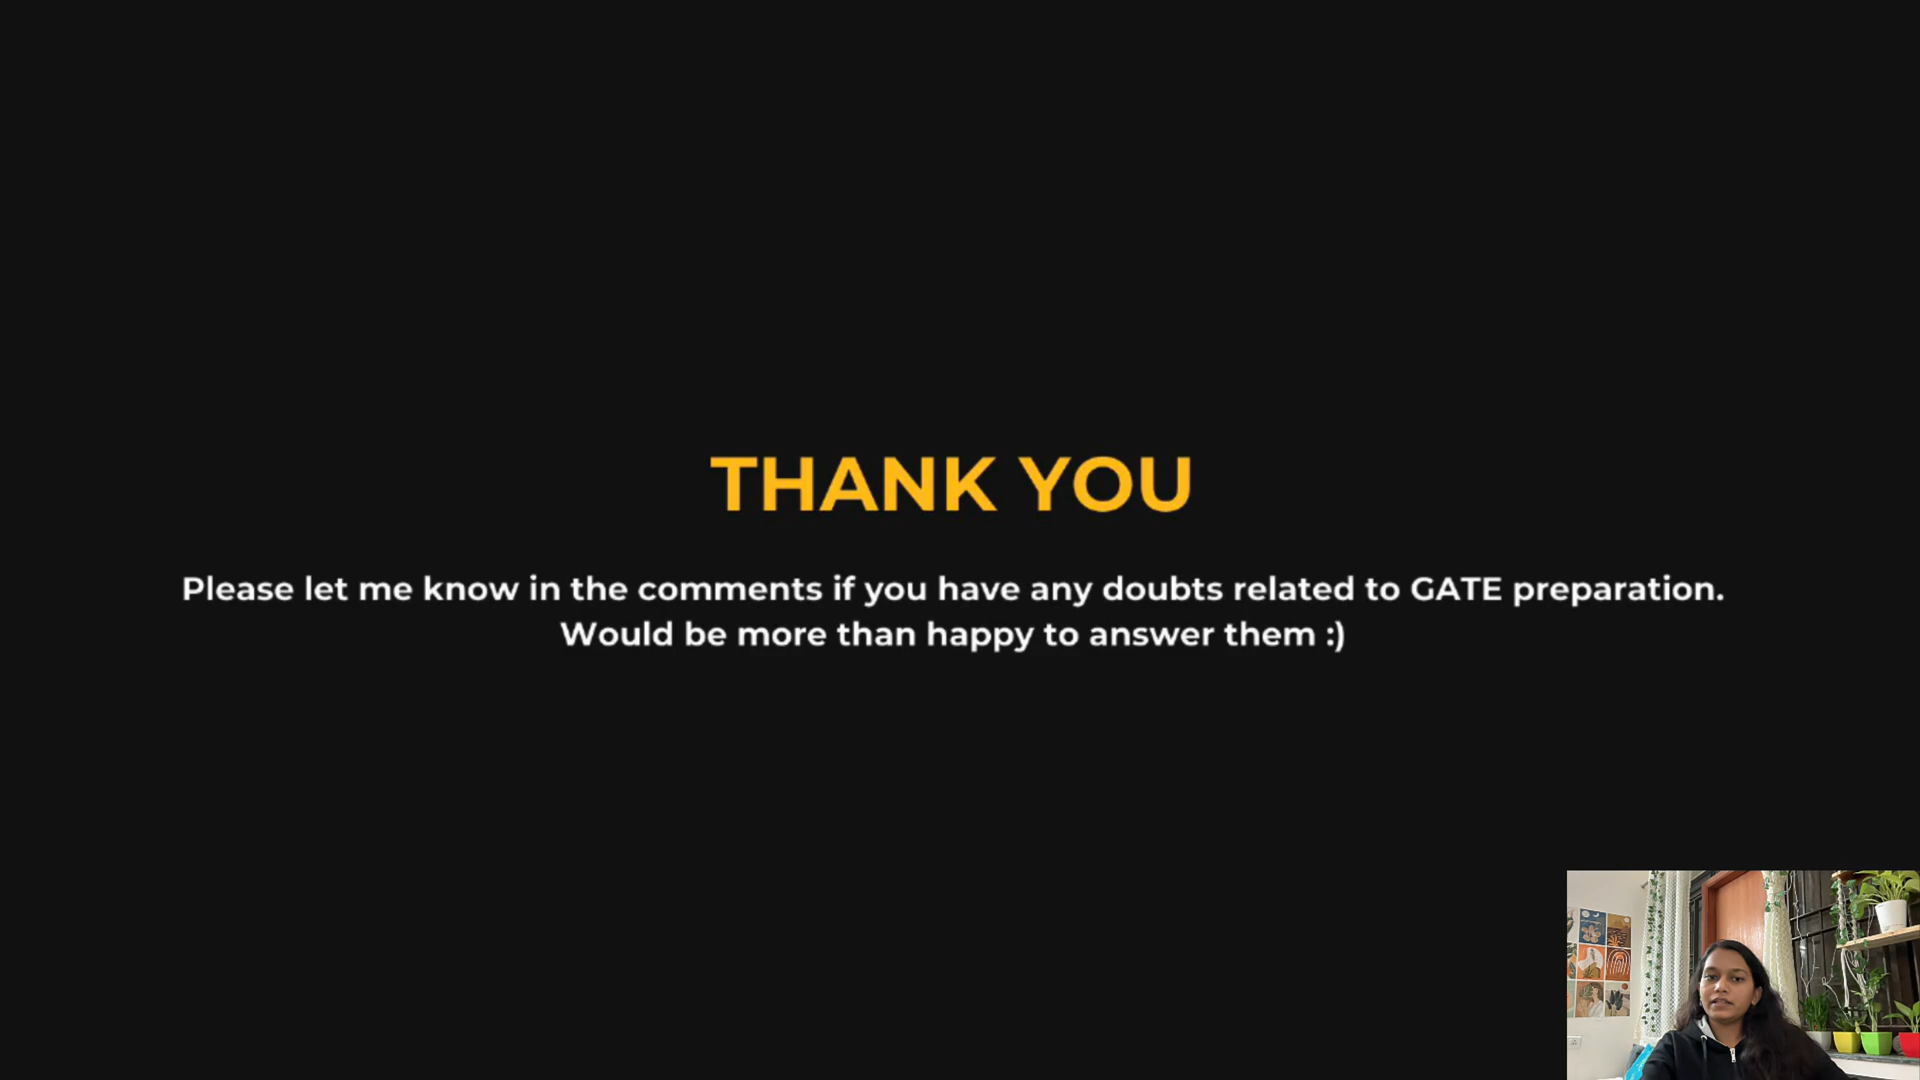 THANK YOU
Please let me know in the comments if you have any doubts related to GATE preparation.
Would be more than happy to answer them :)